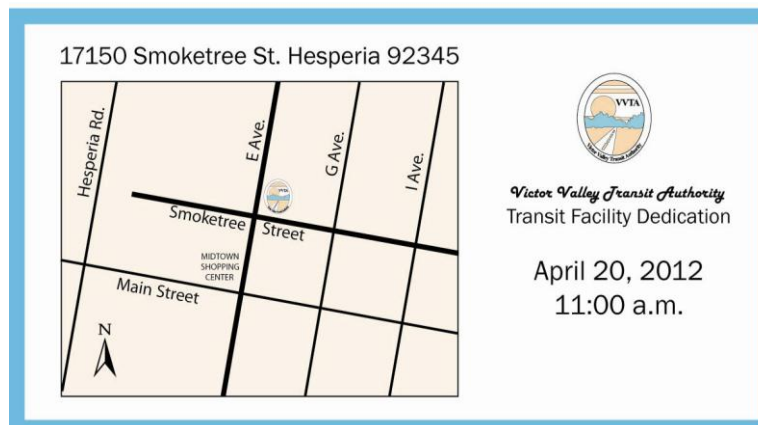 17150 Smoketree St. Hesperia 92345
Hesperia Rd.
E Ave.
G Ave.
I Ave.
VVTA
Smoketree Street
MIDTOWN
SHOPPING
CENTER
Main Street
N
VVTA
Victor Valley Transit Authority
Victor Valley Transit Authority
Transit Facility Dedication
April 20, 2012
11:00 a.m.